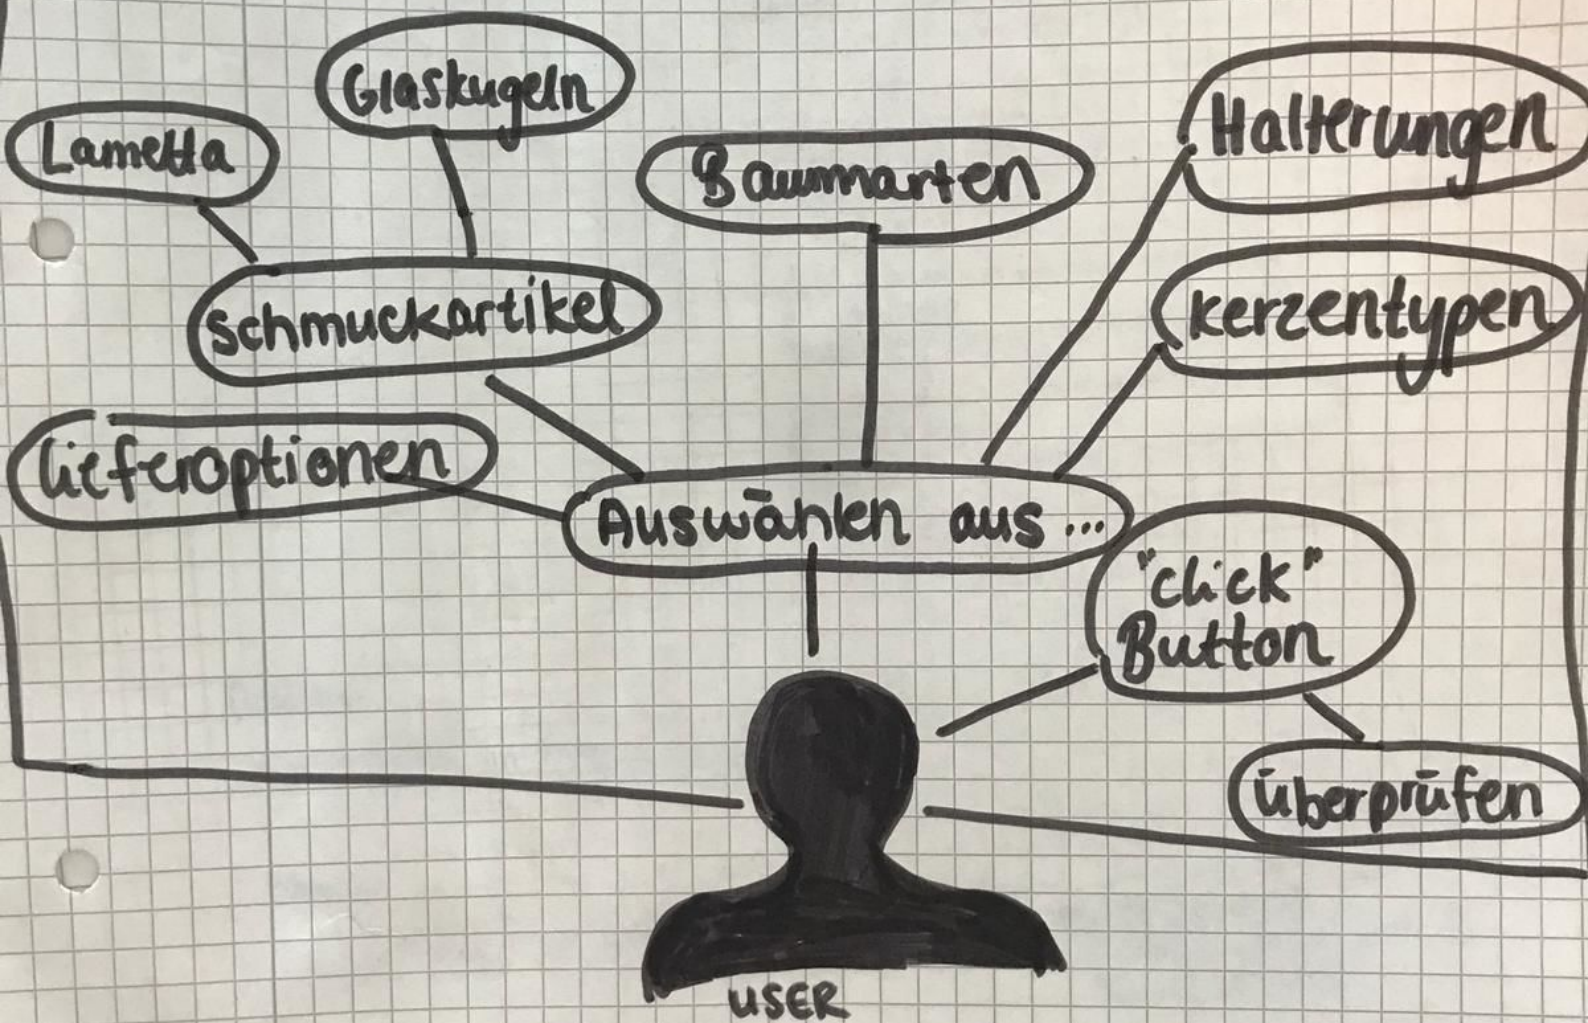 Glaskugeln
Lametta
Baumarten
Halterungen
Schmuckartikel
Kerzentypen
Lieferoptionen
Auswählen aus...
"Click"
Button
Überprüfen
USER